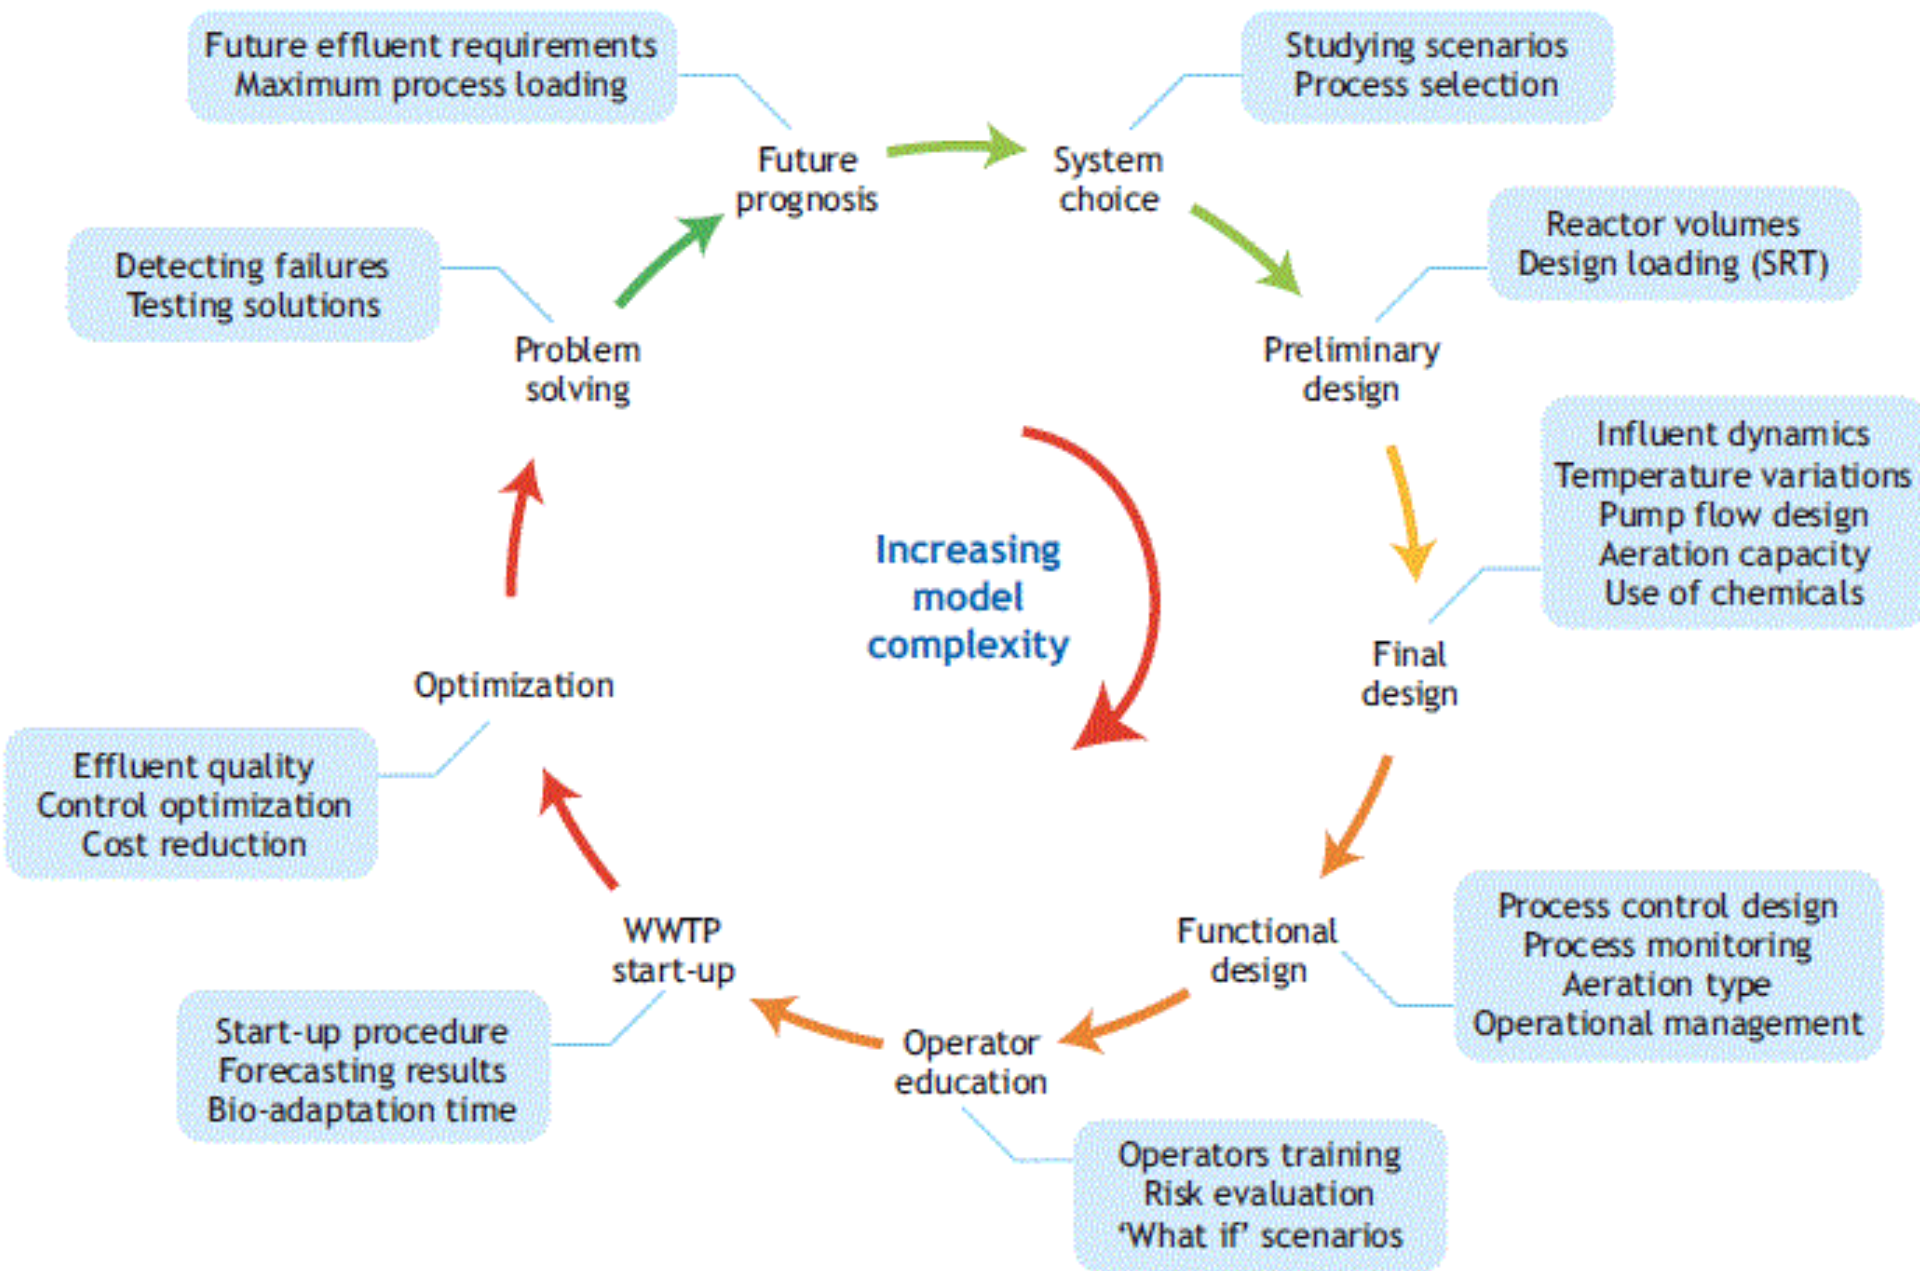 Future effluent requirements
Maximum process loading
Studying scenarios
Process selection
Future
prognosis
System
choice
Reactor volumes
Design loading (SRT)
Detecting failures
Testing solutions
Problem
solving
Preliminary
design
Influent dynamics
Temperature variations
Pump flow design
Aeration capacity
Use of chemicals
Increasing
model
complexity
Final
design
Optimization
Effluent quality
Control optimization
Cost reduction
Process control design
Process monitoring
Aeration type
Operational management
Functional
design
WWTP
start-up
Start-up procedure
Forecasting results
Bio-adaptation time
Operator
education
Operators training
Risk evaluation
‘What if’ scenarios